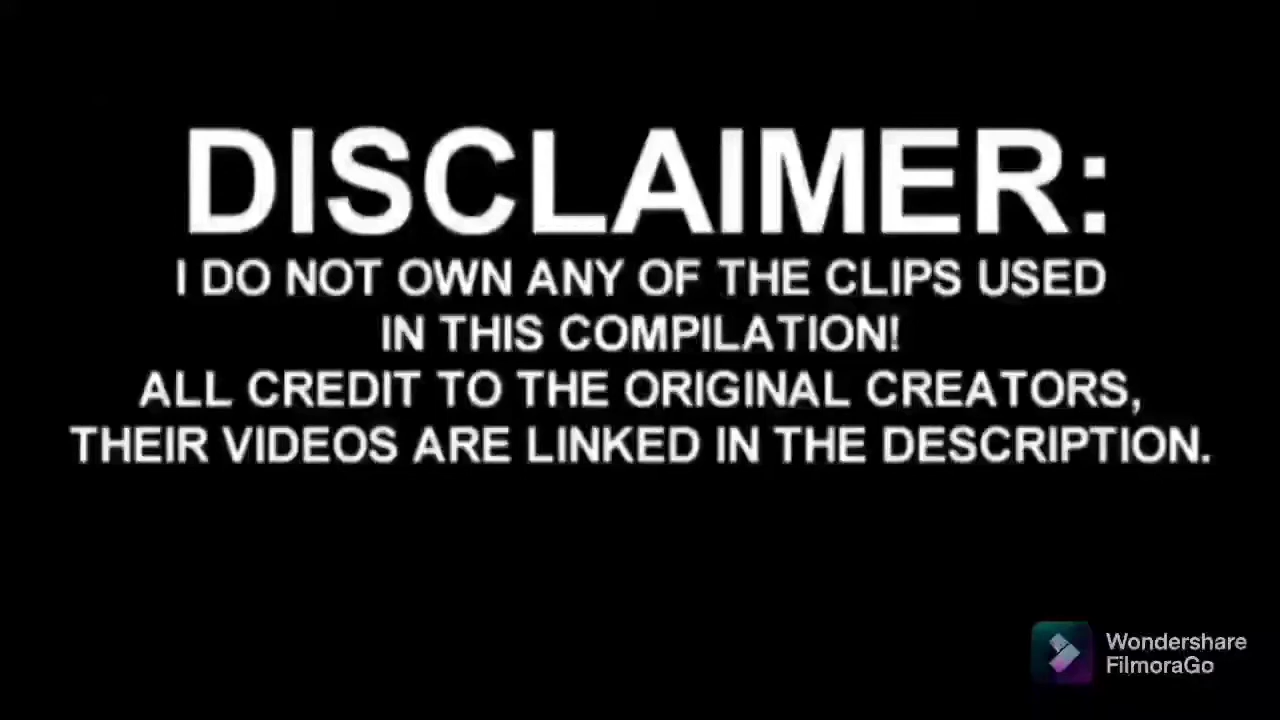 DISCLAIMER:
I DO NOT OWN ANY OF THE CLIPS USED
IN THIS COMPILATION!
ALL CREDIT TO THE ORIGINAL CREATORS,
THEIR VIDEOS ARE LINKED IN THE DESCRIPTION.
Wondershare
FilmoraGo